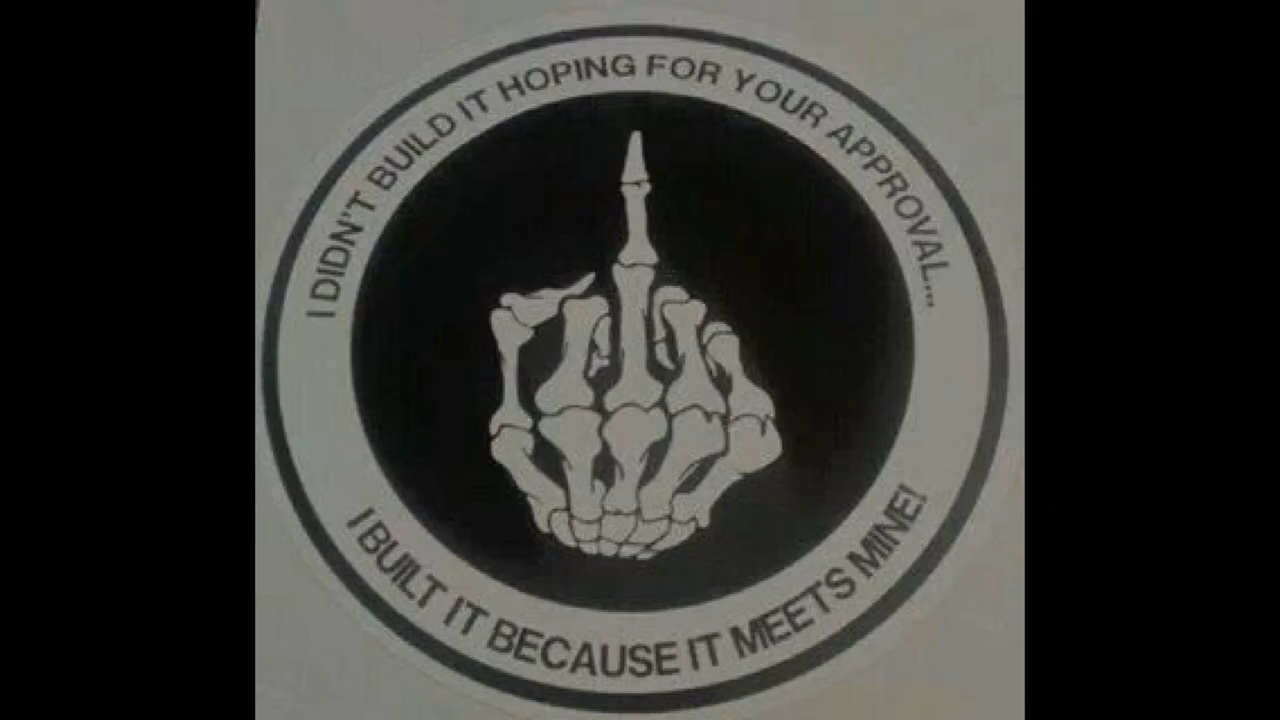 I DIDN'T BUILD IT HOPING FOR YOUR APPROVAL...
I BUILT IT BECAUSE IT MEETS MINE!